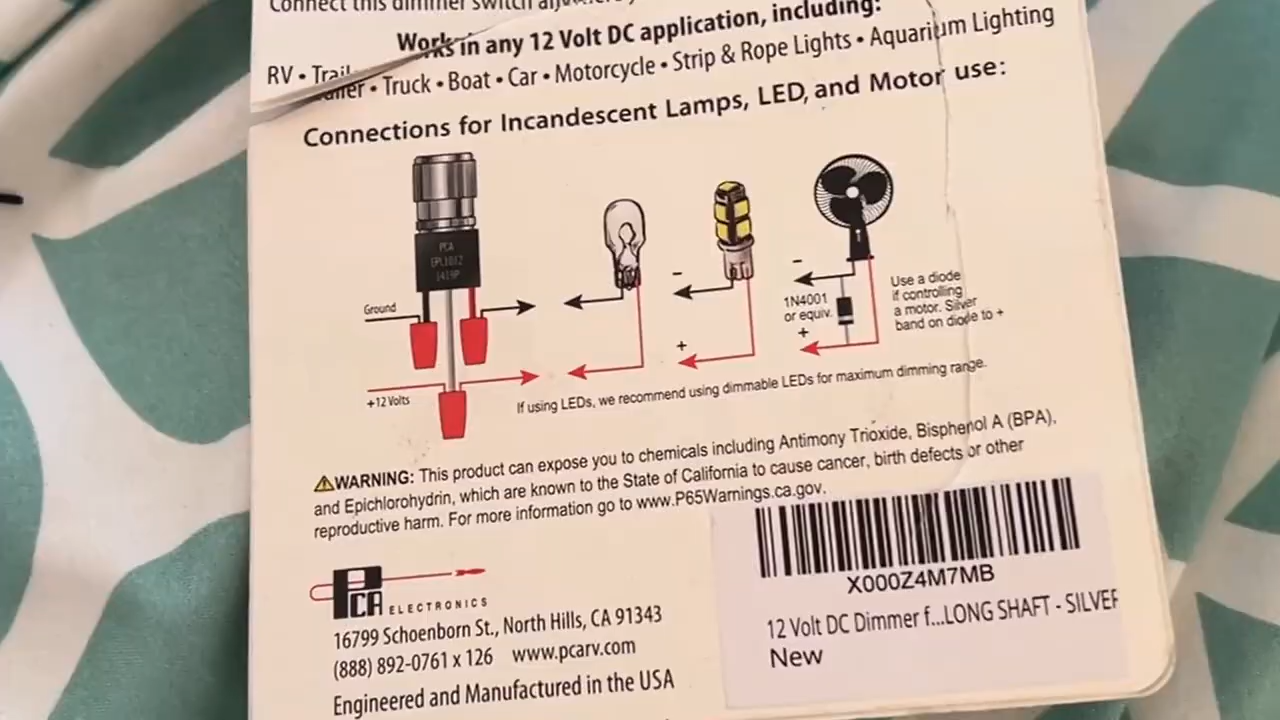 Connect this dimmer switch
Works in any 12 Volt DC application, including:
RV • Trailer • Truck • Boat • Car • Motorcycle • Strip & Rope Lights • Aquarium Lighting
Connections for Incandescent Lamps, LED, and Motor use:
PCA
EPL1012
1419P
Ground
+12 Volts
-
+
-
1N4001
or equiv.
+
Use a diode
if controlling
a motor. Silver
band on diode to +
If using LEDs, we recommend using dimmable LEDs for maximum dimming range.
⚠WARNING: This product can expose you to chemicals including Antimony Trioxide, Bisphenol A (BPA),
and Epichlorohydrin, which are known to the State of California to cause cancer, birth defects or other
reproductive harm. For more information go to www.P65Warnings.ca.gov.
PCA ELECTRONICS
16799 Schoenborn St., North Hills, CA 91343
(888) 892-0761 x 126 www.pcarv.com
Engineered and Manufactured in the USA
X000Z4M7MB
12 Volt DC Dimmer f...LONG SHAFT - SILVER
New